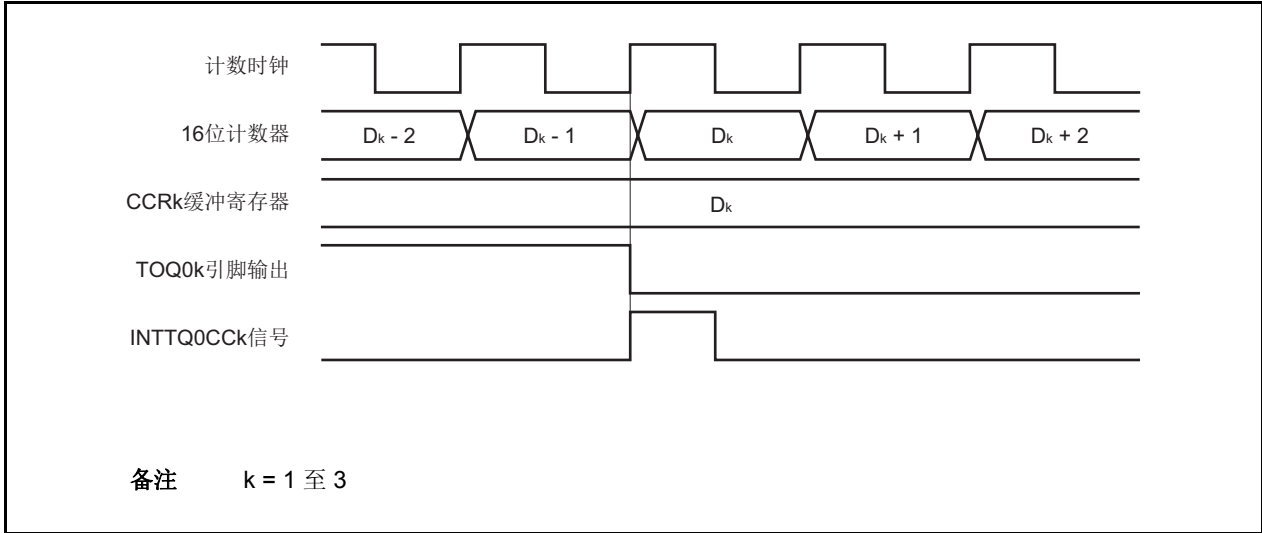 计数时钟
16位计数器 Dk - 2 Dk - 1 Dk Dk + 1 Dk + 2
CCRk缓冲寄存器 Dk
TOQ0k引脚输出
INTTQ0CCk信号
备注 k = 1 至 3